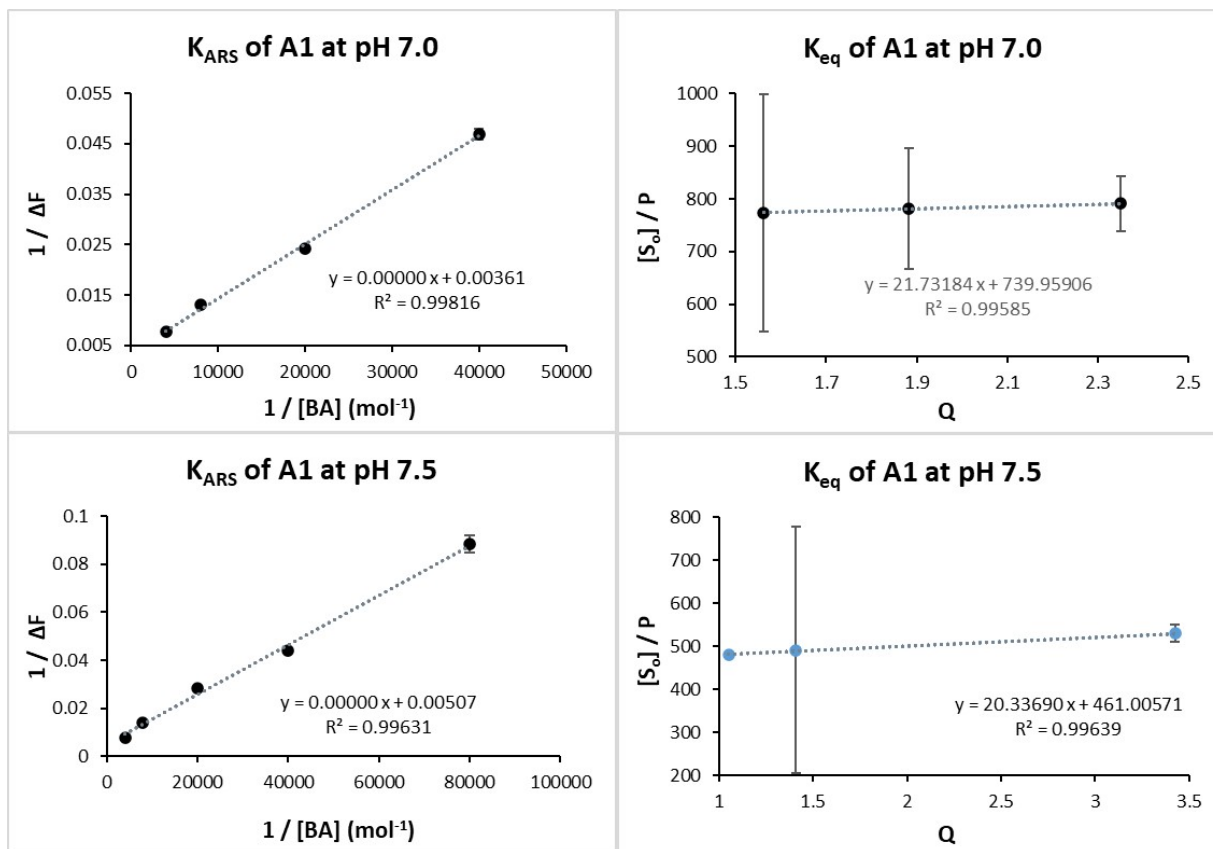 K_ARS of A1 at pH 7.0
1 / ΔF
0.055
0.045
0.035
0.025
0.015
0.005
y = 0.00000 x + 0.00361
R² = 0.99816
0 10000 20000 30000 40000 50000
1 / [BA] (mol⁻¹)
K_eq of A1 at pH 7.0
[S_o] / P
1000
900
800
700
600
500
y = 21.73184 x + 739.95906
R² = 0.99585
1.5 1.7 1.9 2.1 2.3 2.5
Q
K_ARS of A1 at pH 7.5
1 / ΔF
0.1
0.08
0.06
0.04
0.02
0
y = 0.00000 x + 0.00507
R² = 0.99631
0 20000 40000 60000 80000 100000
1 / [BA] (mol⁻¹)
K_eq of A1 at pH 7.5
[S_o] / P
800
700
600
500
400
300
200
y = 20.33690 x + 461.00571
R² = 0.99639
1 1.5 2 2.5 3 3.5
Q